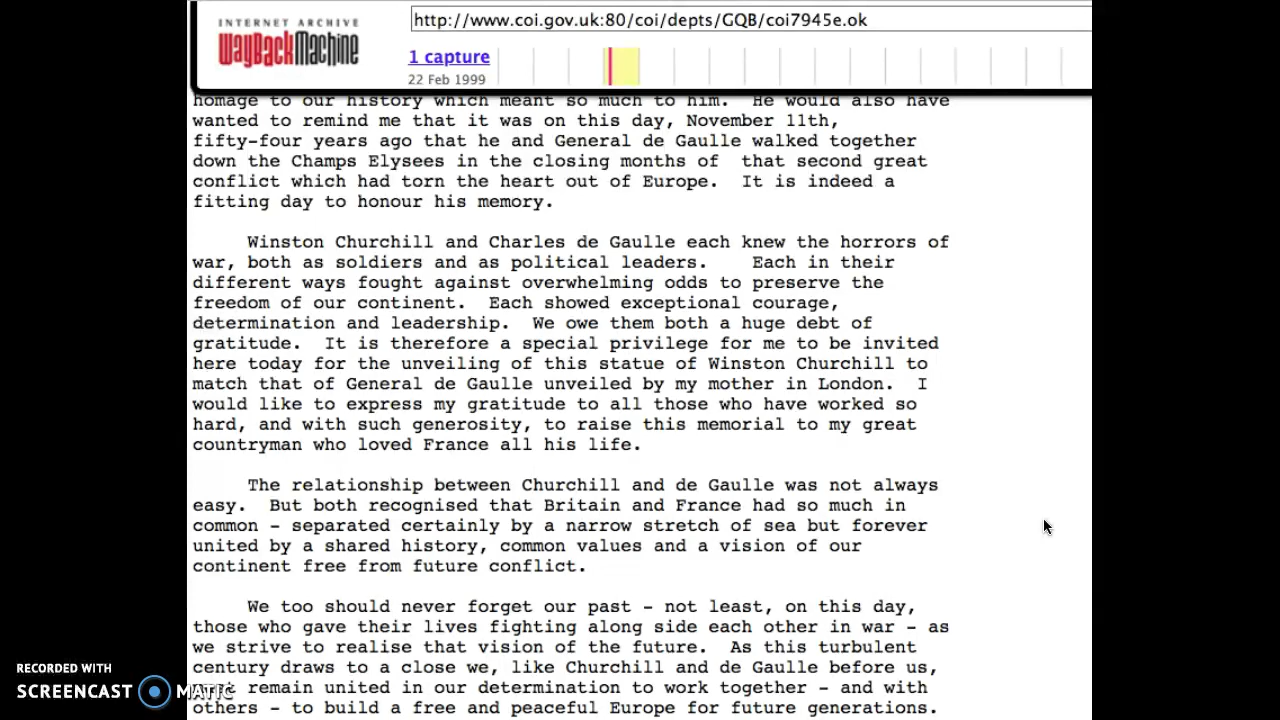 INTERNET ARCHIVE
WayBackMachine
http://www.coi.gov.uk:80/coi/depts/GQB/coi7945e.ok
1 capture
22 Feb 1999
homage to our history which meant so much to him.  He would also have
wanted to remind me that it was on this day, November 11th,
fifty-four years ago that he and General de Gaulle walked together
down the Champs Elysees in the closing months of  that second great
conflict which had torn the heart out of Europe.  It is indeed a
fitting day to honour his memory.
Winston Churchill and Charles de Gaulle each knew the horrors of
war, both as soldiers and as political leaders.    Each in their
different ways fought against overwhelming odds to preserve the
freedom of our continent.  Each showed exceptional courage,
determination and leadership.  We owe them both a huge debt of
gratitude.  It is therefore a special privilege for me to be invited
here today for the unveiling of this statue of Winston Churchill to
match that of General de Gaulle unveiled by my mother in London.  I
would like to express my gratitude to all those who have worked so
hard, and with such generosity, to raise this memorial to my great
countryman who loved France all his life.
The relationship between Churchill and de Gaulle was not always
easy.  But both recognised that Britain and France had so much in
common - separated certainly by a narrow stretch of sea but forever
united by a shared history, common values and a vision of our
continent free from future conflict.
We too should never forget our past - not least, on this day,
those who gave their lives fighting along side each other in war - as
we strive to realise that vision of the future.  As this turbulent
century draws to a close we, like Churchill and de Gaulle before us,
remain united in our determination to work together - and with
others - to build a free and peaceful Europe for future generations.
RECORDED WITH
SCREENCAST MATIC